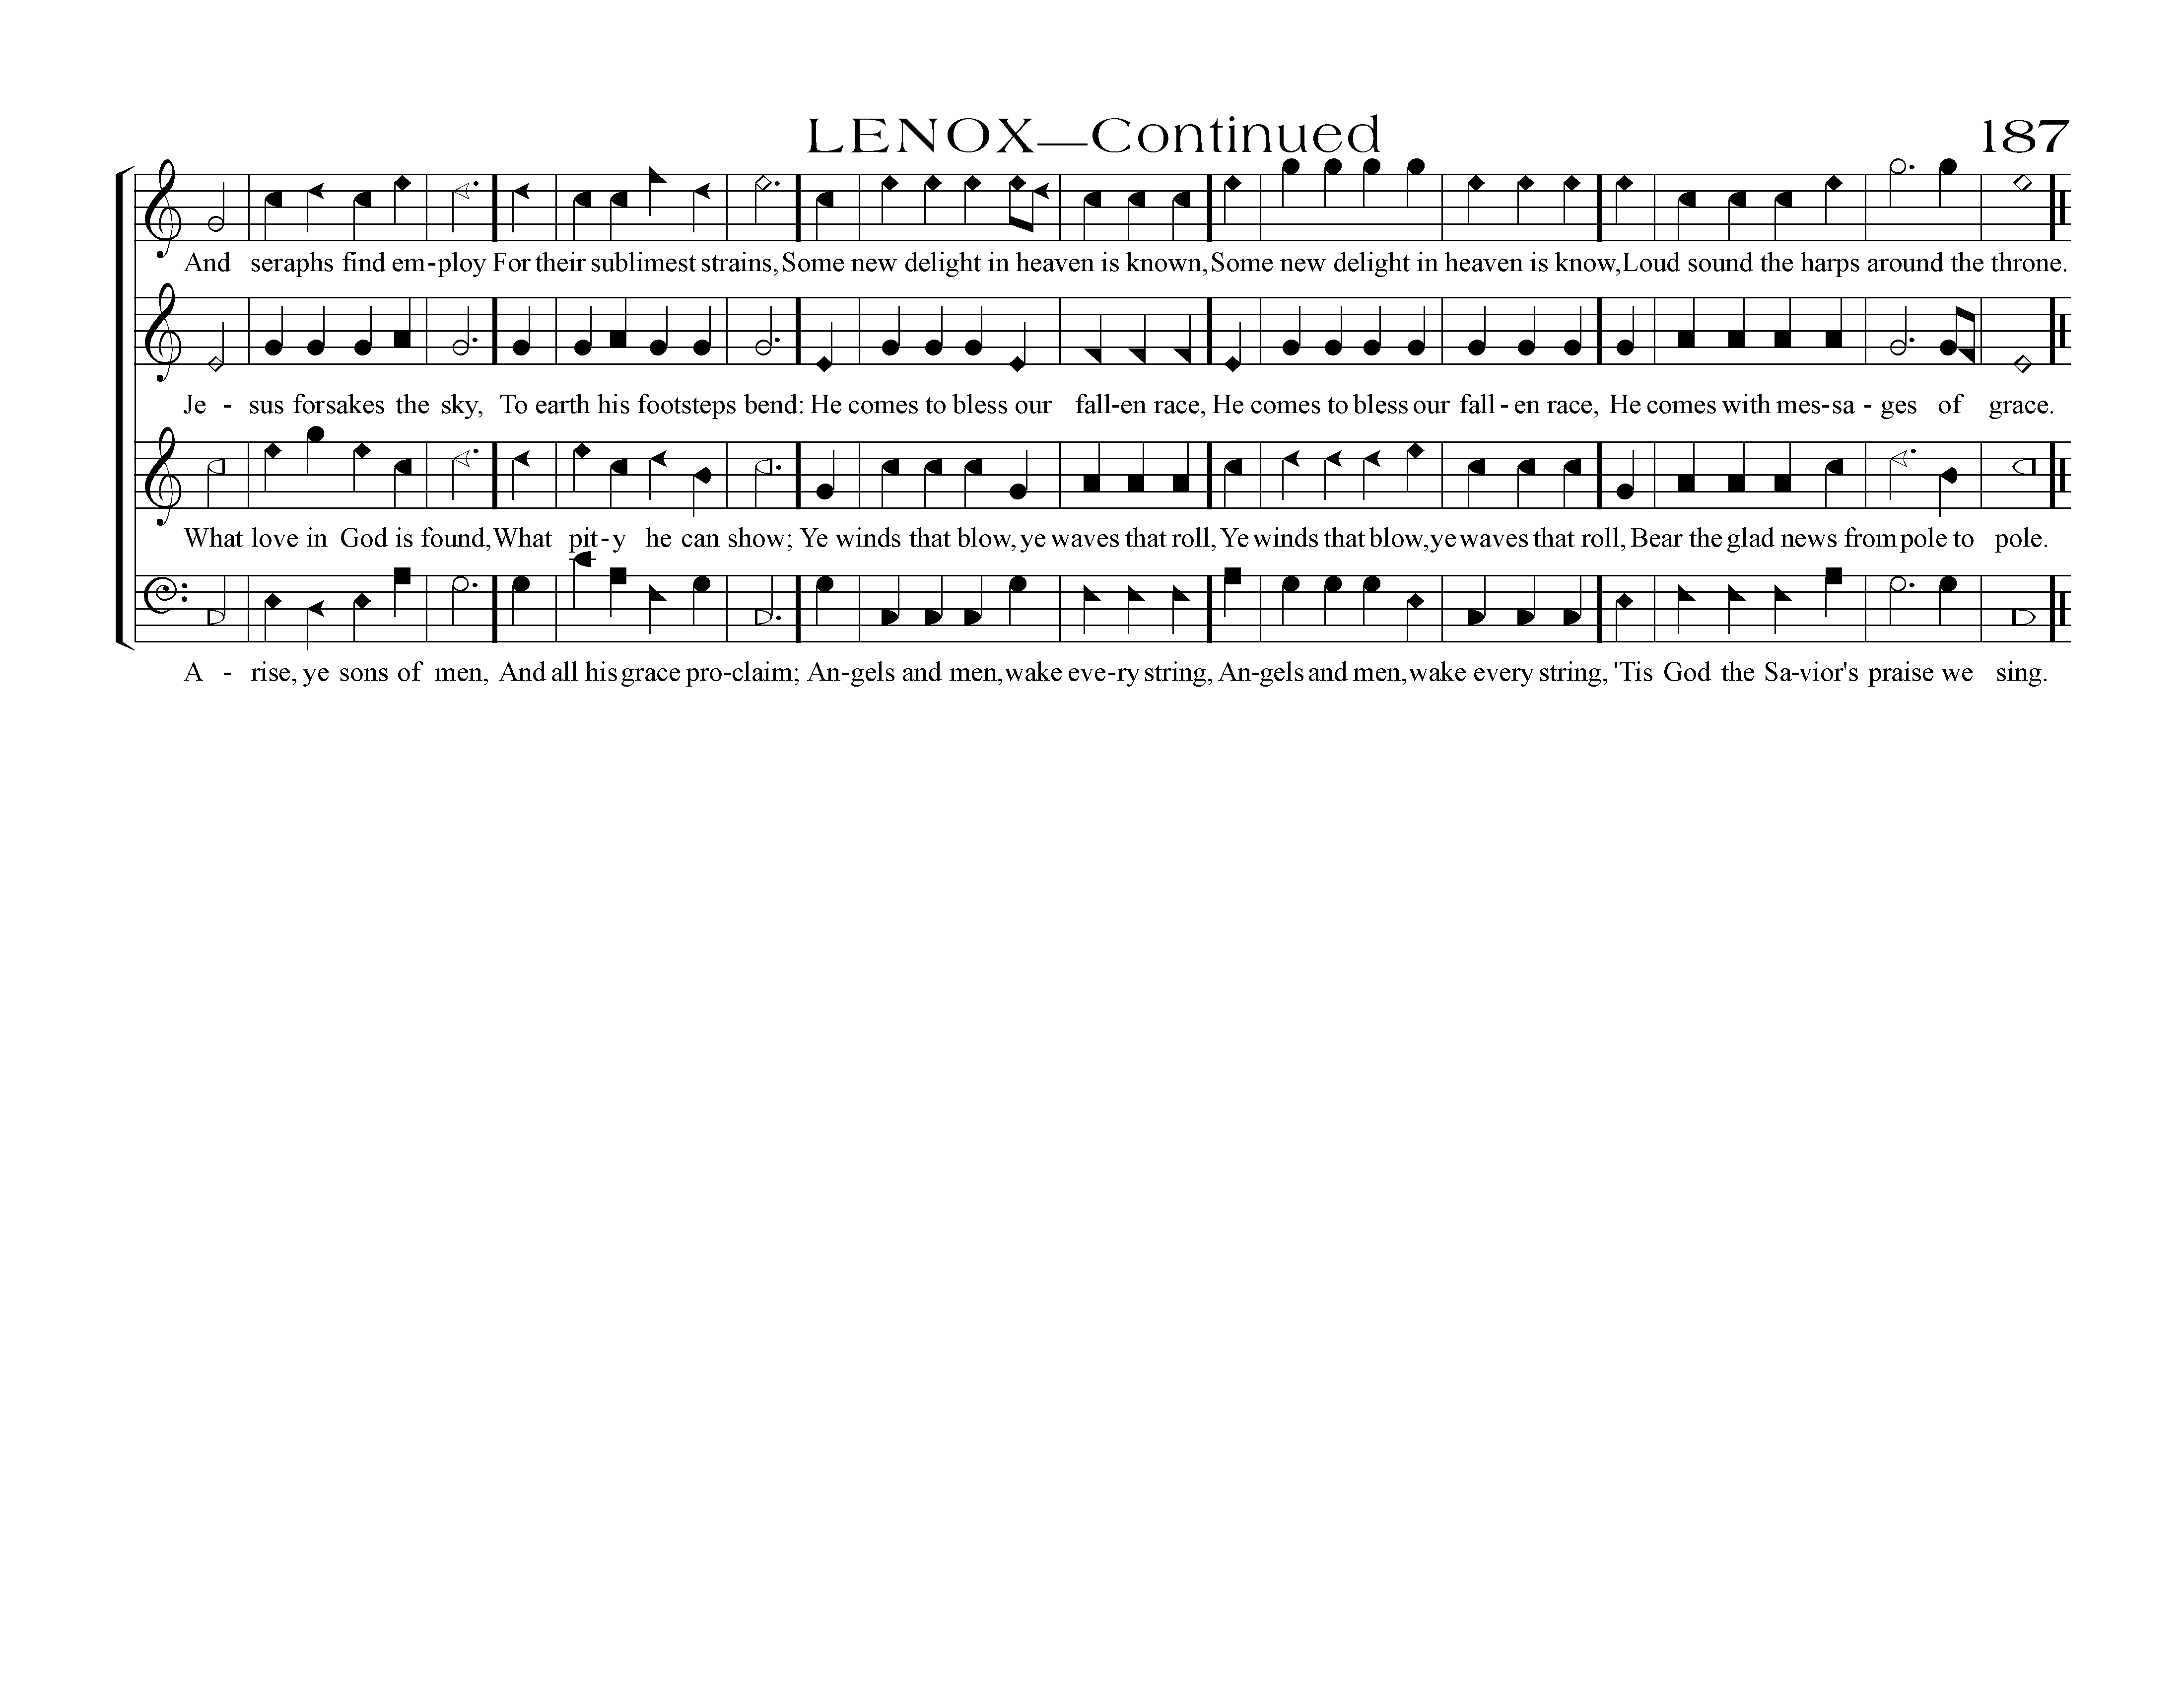 LENOX—Continued 187
And seraphs find em-ploy For their sublimest strains, Some new delight in heaven is known, Some new delight in heaven is know, Loud sound the harps around the throne.
Je - sus forsakes the sky, To earth his footsteps bend: He comes to bless our fall-en race, He comes to bless our fall - en race, He comes with mes-sa - ges of grace.
What love in God is found, What pit-y he can show; Ye winds that blow, ye waves that roll, Ye winds that blow, ye waves that roll, Bear the glad news from pole to pole.
A - rise, ye sons of men, And all his grace pro-claim; An-gels and men, wake eve-ry string, An-gels and men, wake every string, 'Tis God the Sa-vior's praise we sing.